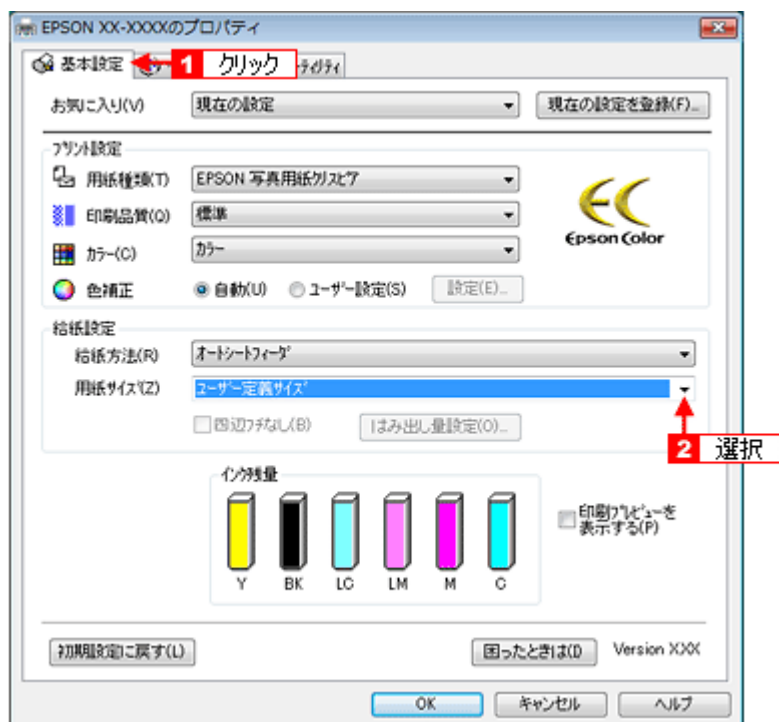 EPSON XX-XXXXのプロパティ
基本設定 1 クリック ティリティ
お気に入り(V) 現在の設定 現在の設定を登録(F)...
プリント設定
用紙種類(T) EPSON 写真用紙クリスピア
印刷品質(Q) 標準
カラー(C) カラー
Epson Color
色補正 自動(U) ユーザー設定(S) 設定(E)...
給紙設定
給紙方法(R) オートシートフィーダ
用紙サイズ(Z) ユーザー定義サイズ
四辺フチなし(B) はみ出し量設定(O)...
2 選択
インク残量
印刷プレビューを
表示する(P)
Y BK LC LM M C
初期設定に戻す(L) 困ったときは(I) Version X.XX
OK キャンセル ヘルプ